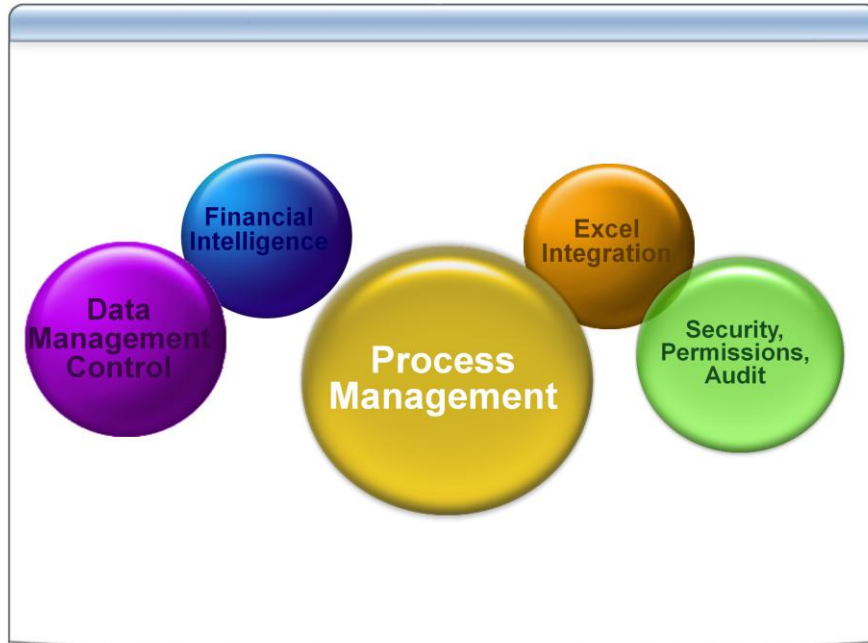 Financial
Intelligence
Excel
Integration
Data
Management
Control
Process
Management
Security,
Permissions,
Audit